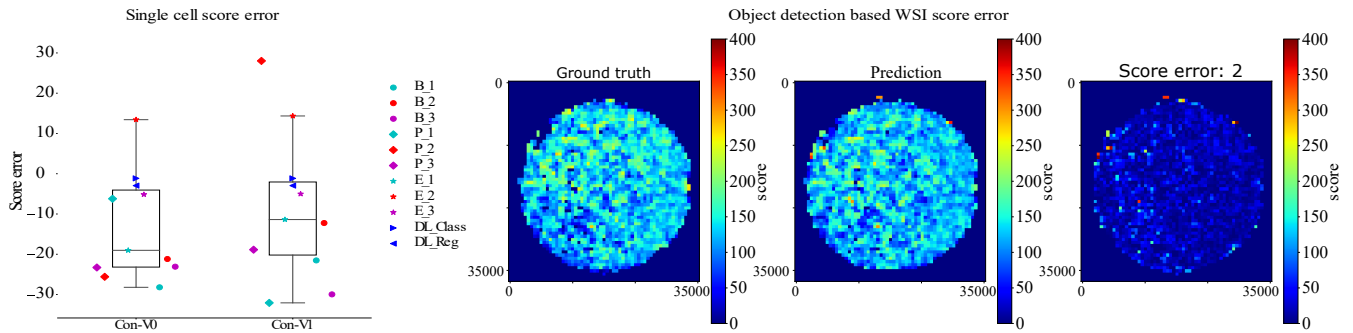 Single cell score error
Object detection based WSI score error
Score error
30
20
10
0
−10
−20
−30
Con-V0
Con-V1
B_1
B_2
B_3
P_1
P_2
P_3
E_1
E_2
E_3
DL_Class
DL_Reg
Ground truth
0
35000
0
35000
400
350
300
250
200
150
100
50
0
score
Prediction
0
35000
0
35000
400
350
300
250
200
150
100
50
0
score
Score error: 2
0
35000
0
35000
400
350
300
250
200
150
100
50
0
score